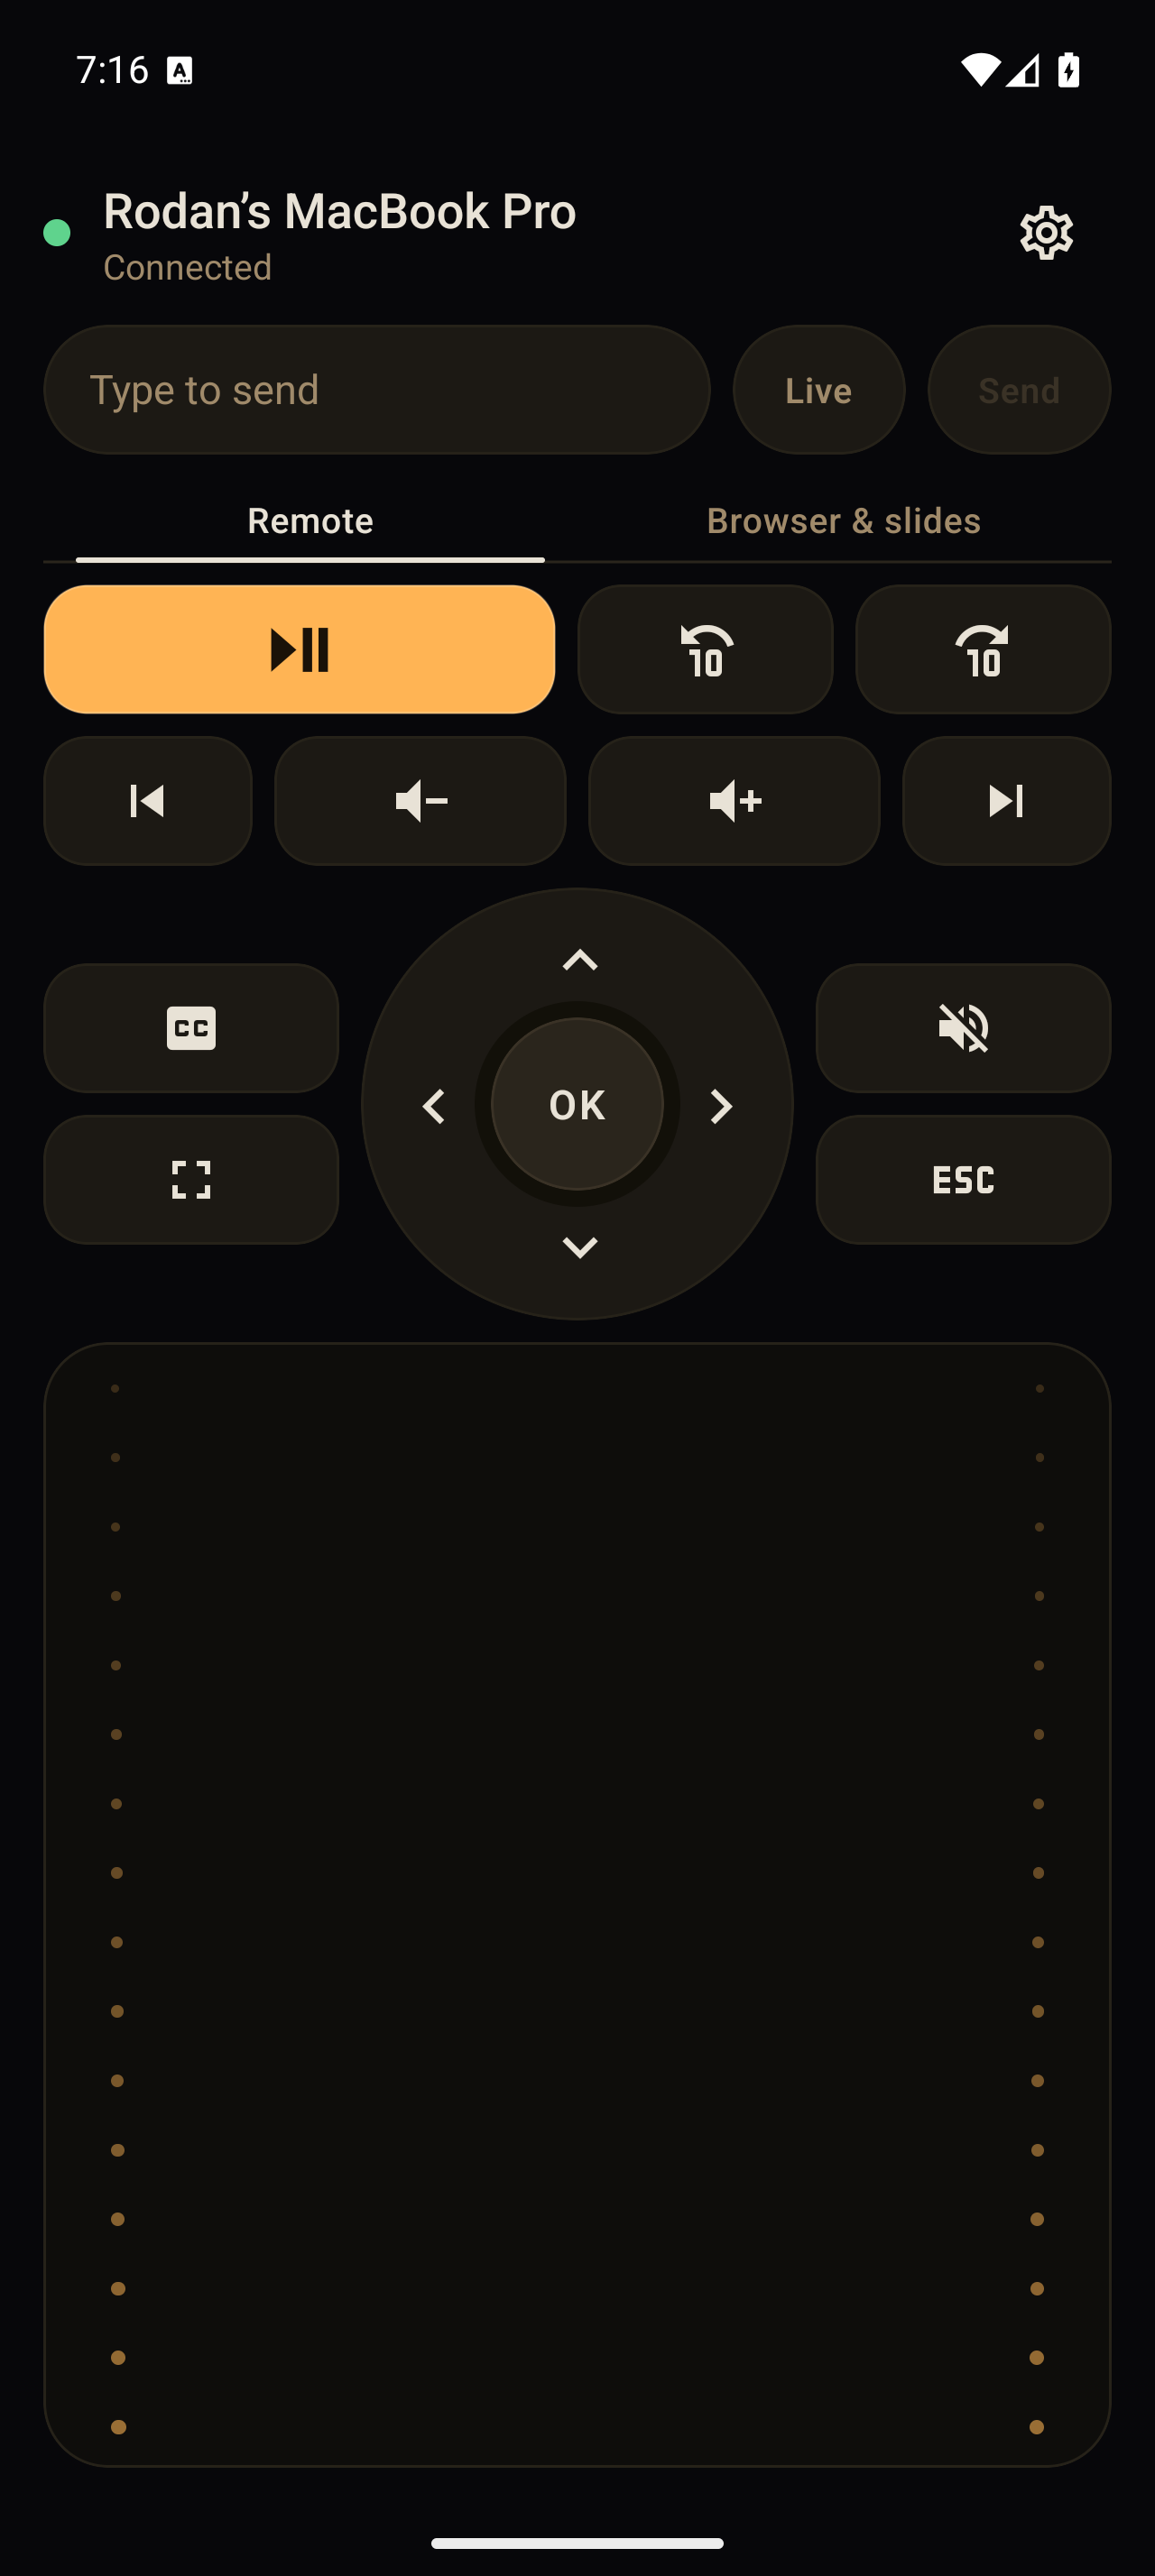 7:16
Rodan’s MacBook Pro
Connected
Type to send
Live
Send
Remote
Browser & slides
10
10
CC
OK
ESC